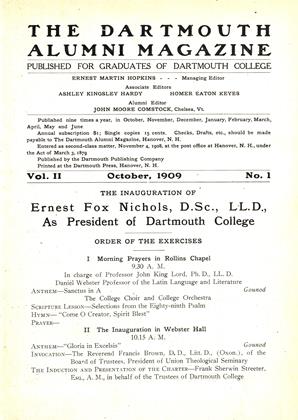 THE DARTMOUTH
ALUMNI MAGAZINE
PUBLISHED FOR GRADUATES OF DARTMOUTH COLLEGE
ERNEST MARTIN HOPKINS - - - Managing Editor
Associate Editors
ASHLEY KINGSLEY HARDY HOMER EATON KEYES
Alumni Editor
JOHN MOORE COMSTOCK, Chelsea, Vt.
Published nine times a year, in October, November, December, January, February, March,
April, May and June
Annual subscription $1; Single copies 15 cents. Checks, Drafts, etc., should be made
payable to The Dartmouth Alumni Magazine, Hanover, N. H.
Entered as second-class matter, November 4, 1908, at the post office at Hanover, N. H., under
the Act of March 3, 1879
Published by the Dartmouth Publishing Company
Printed at the Dartmouth Press, Hanover, N. H.
Vol. II October, 1909 No. 1
THE INAUGURATION OF
Ernest Fox Nichols, D.Sc., LL.D.,
As President of Dartmouth College
ORDER OF THE EXERCISES
I Morning Prayers in Rollins Chapel
9.30 A. M.
In charge of Professor John King Lord, Ph. D., LL. D.
Daniel Webster Professor of the Latin Language and Literature
ANTHEM—Sanctus in A Gounod
The College Choir and College Orchestra
SCRIPTURE LESSON—Selections from the Eighty-ninth Psalm
HYMN— "Come O Creator, Spirit Blest"
PRAYER—
II The Inauguration in Webster Hall
10.15 A. M.
ANTHEM—"Gloria in Excelsis" Gounod
INVOCATION—The Reverend Francis Brown, D. D., Litt. D., (Oxon.), of the
Board of Trustees, President of Union Theological Seminary
THE INDUCTION AND PRESENTATION OF THE CHARTER—Frank Sherwin Streeter,
ESQ., A. M., in behalf of the Trustees of Dartmouth College